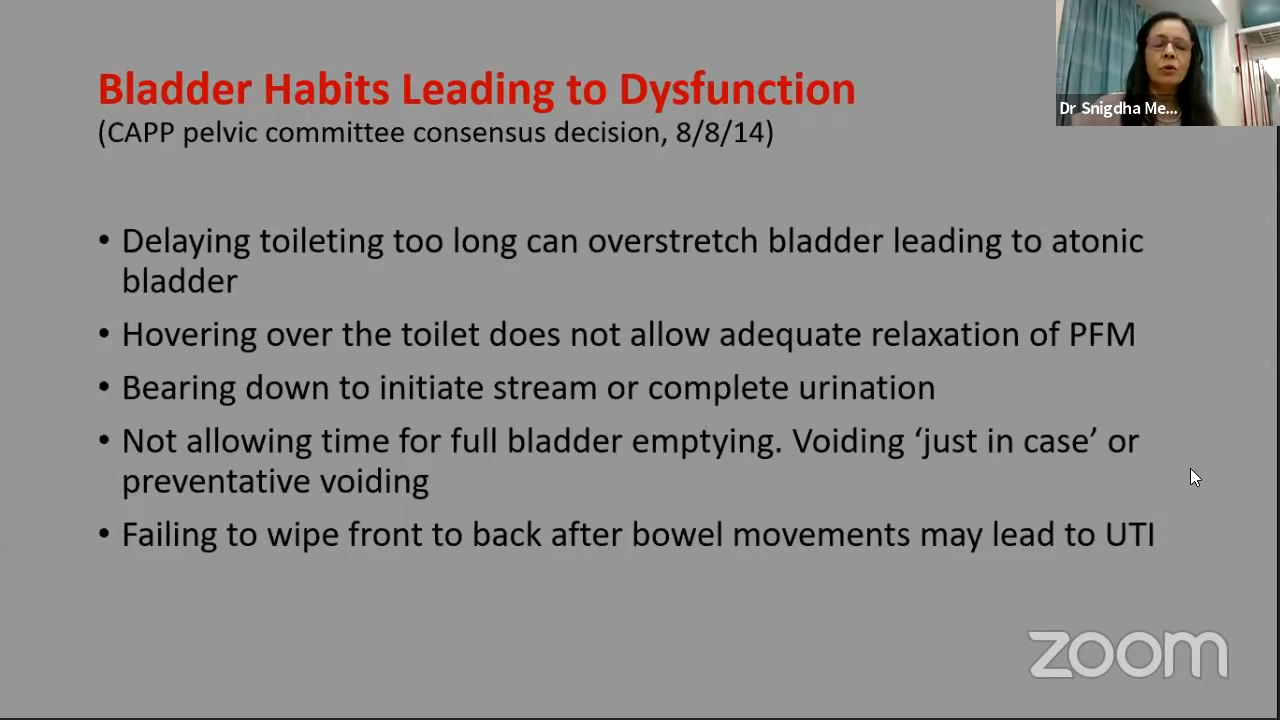 Bladder Habits Leading to Dysfunction
(CAPP pelvic committee consensus decision, 8/8/14)
Dr Snigdha Me...
• Delaying toileting too long can overstretch bladder leading to atonic
bladder
• Hovering over the toilet does not allow adequate relaxation of PFM
• Bearing down to initiate stream or complete urination
• Not allowing time for full bladder emptying. Voiding ‘just in case’ or
preventative voiding
• Failing to wipe front to back after bowel movements may lead to UTI
zoom